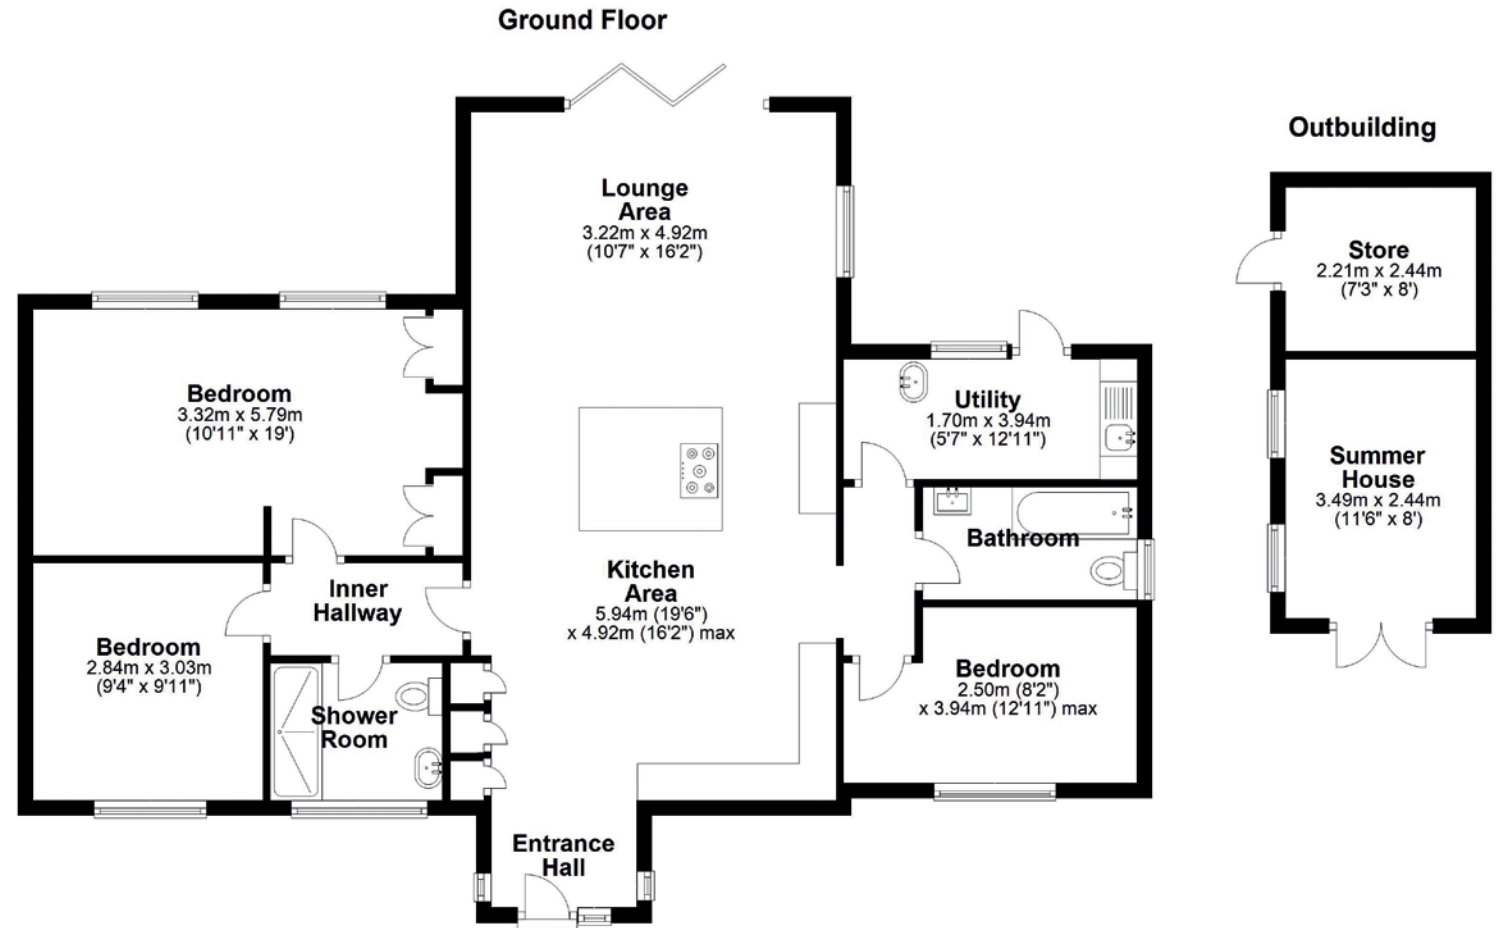 Ground Floor
Outbuilding
Lounge
Area
3.22m x 4.92m
(10'7" x 16'2")
Store
2.21m x 2.44m
(7'3" x 8')
Bedroom
3.32m x 5.79m
(10'11" x 19')
Utility
1.70m x 3.94m
(5'7" x 12'11")
Summer
House
3.49m x 2.44m
(11'6" x 8')
Bathroom
Kitchen
Area
5.94m (19'6")
x 4.92m (16'2") max
Inner
Hallway
Bedroom
2.84m x 3.03m
(9'4" x 9'11")
Bedroom
2.50m (8'2")
x 3.94m (12'11") max
Shower
Room
Entrance
Hall